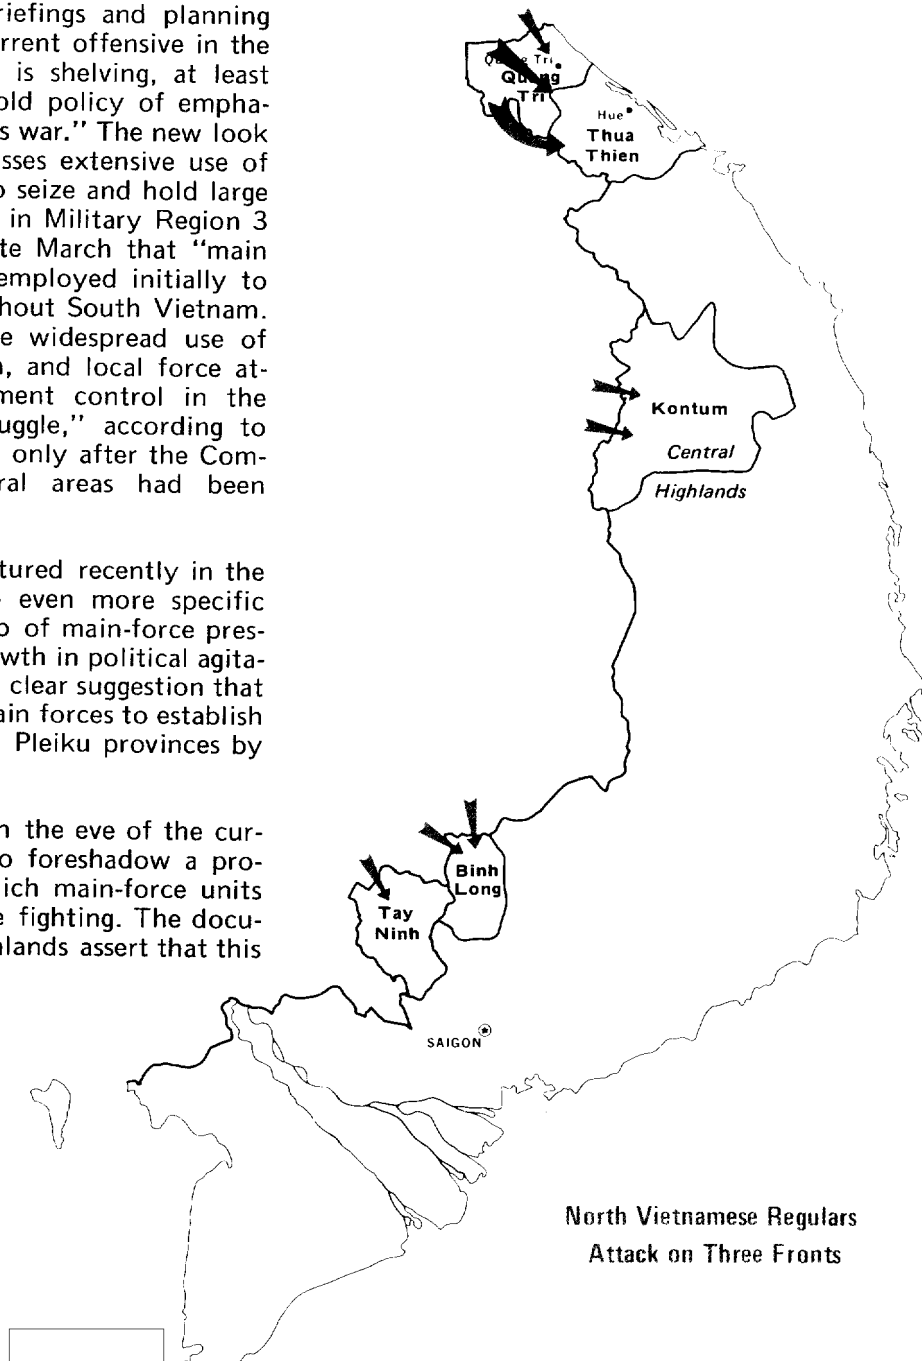 riefings and planning
rrent offensive in the
is shelving, at least
old policy of empha-
s war." The new look
sses extensive use of
o seize and hold large
in Military Region 3
te March that "main
employed initially to
hout South Vietnam.
e widespread use of
n, and local force at-
ment control in the
uggle," according to
only after the Com-
ral areas had been
tured recently in the
even more specific
o of main-force pres-
wth in political agita-
clear suggestion that
ain forces to establish
Pleiku provinces by
n the eve of the cur-
o foreshadow a pro-
ich main-force units
e fighting. The docu-
nlands assert that this
Quang Tri
Quang
Tri
Hue
Thua
Thien
Kontum
Central
Highlands
Binh
Long
Tay
Ninh
SAIGON
North Vietnamese Regulars
Attack on Three Fronts